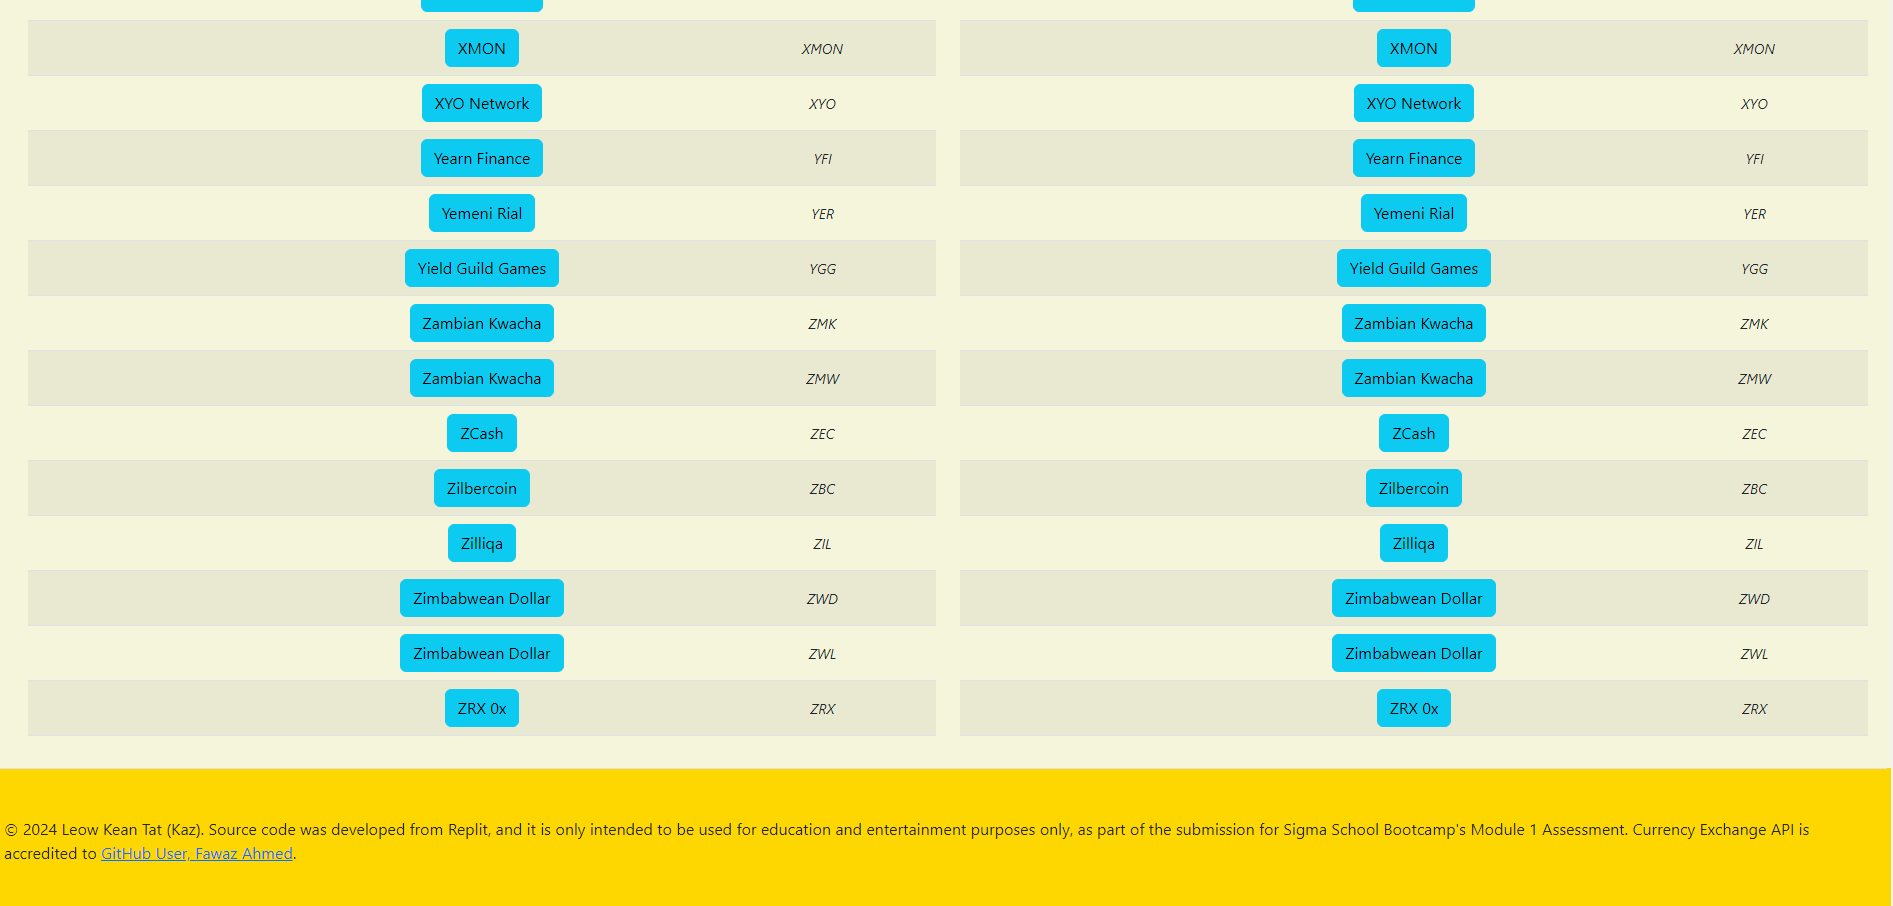 XMON XMON XMON XMON
XYO Network XYO XYO Network XYO
Yearn Finance YFI Yearn Finance YFI
Yemeni Rial YER Yemeni Rial YER
Yield Guild Games YGG Yield Guild Games YGG
Zambian Kwacha ZMK Zambian Kwacha ZMK
Zambian Kwacha ZMW Zambian Kwacha ZMW
ZCash ZEC ZCash ZEC
Zilbercoin ZBC Zilbercoin ZBC
Zilliqa ZIL Zilliqa ZIL
Zimbabwean Dollar ZWD Zimbabwean Dollar ZWD
Zimbabwean Dollar ZWL Zimbabwean Dollar ZWL
ZRX 0x ZRX ZRX 0x ZRX
© 2024 Leow Kean Tat (Kaz). Source code was developed from Replit, and it is only intended to be used for education and entertainment purposes only, as part of the submission for Sigma School Bootcamp's Module 1 Assessment. Currency Exchange API is
accredited to GitHub User, Fawaz Ahmed.